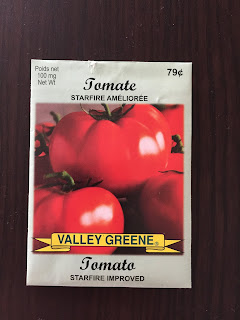 Poids net
100 mg
Net Wt
79¢
Tomate
STARFIRE AMÉLIORÉE
VALLEY GREENE®
Tomato
STARFIRE IMPROVED